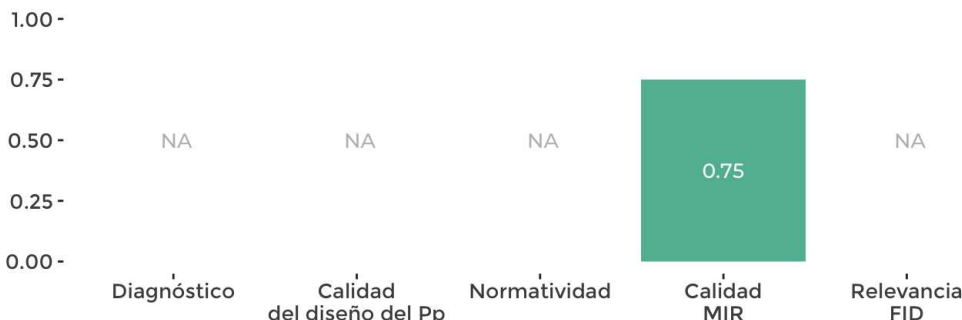 1.00
0.75
0.50
0.25
0.00
NA
NA
NA
0.75
NA
Diagnóstico
Calidad
del diseño del Pp
Normatividad
Calidad
MIR
Relevancia
FID